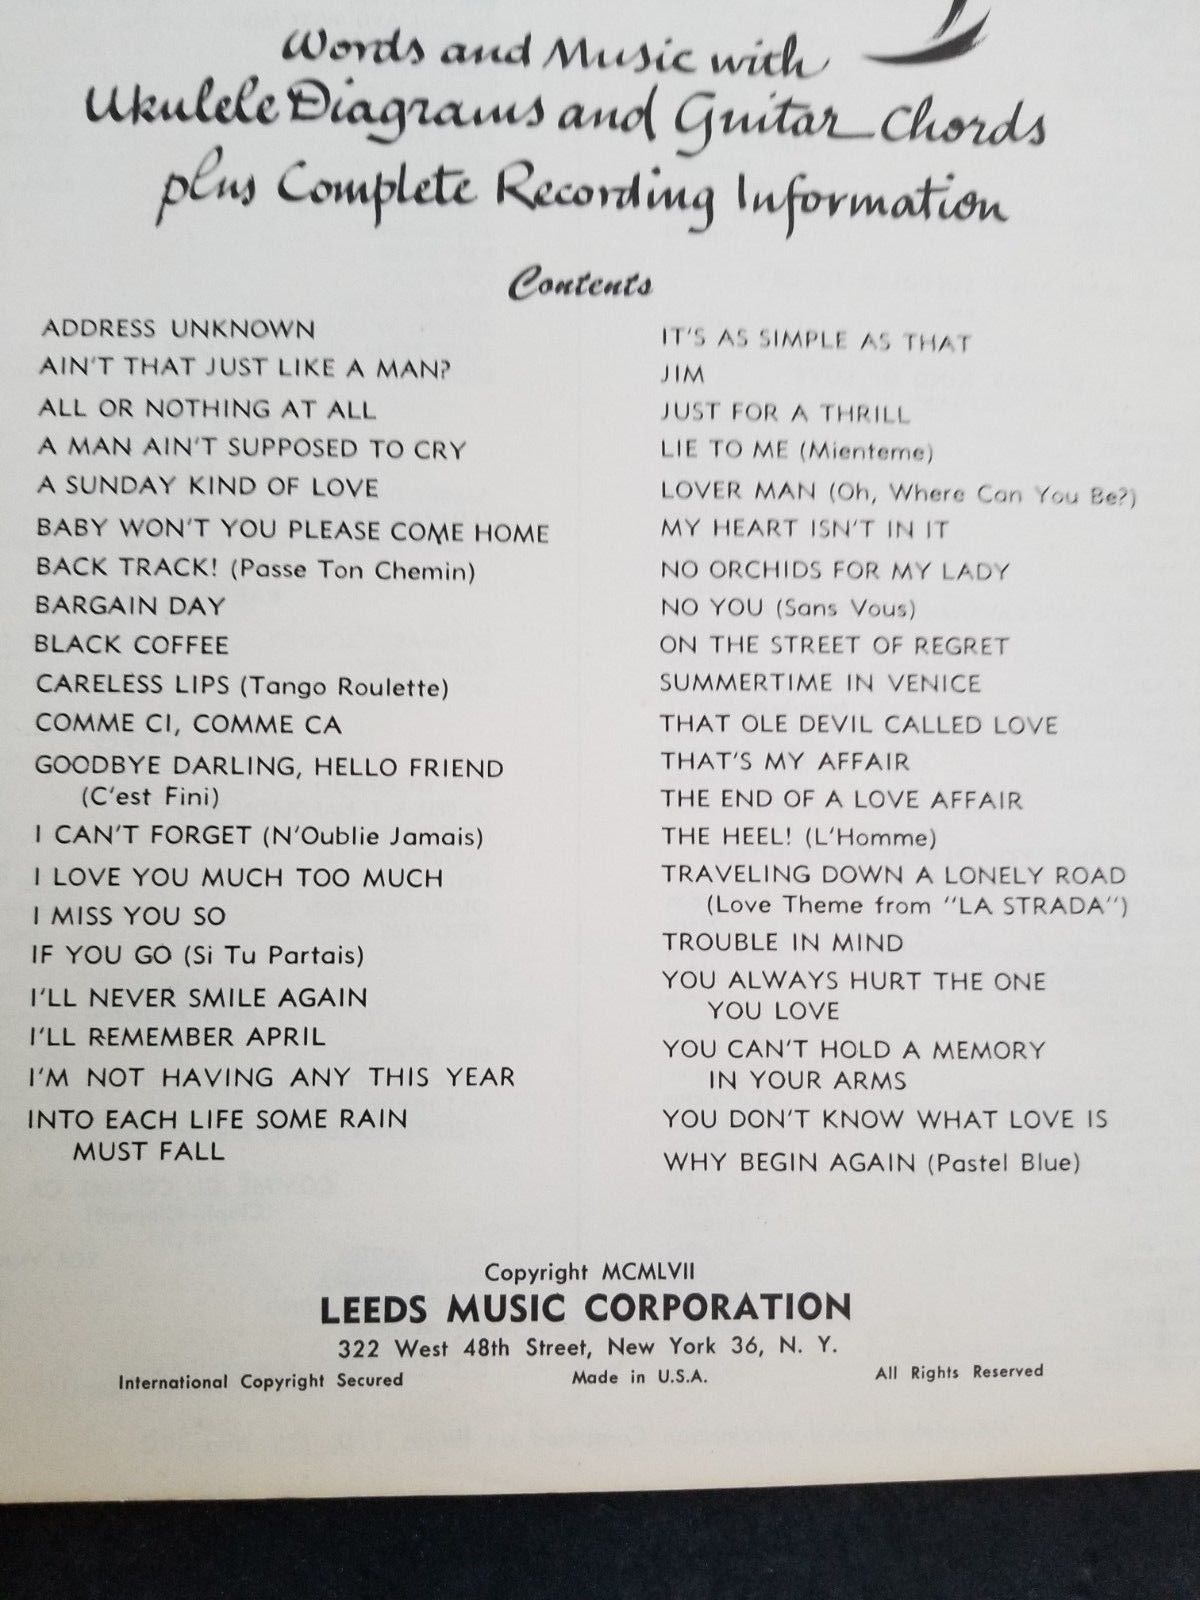 Words and Music with
Ukulele Diagrams and Guitar Chords
plus Complete Recording Information
Contents
ADDRESS UNKNOWN
AIN'T THAT JUST LIKE A MAN?
ALL OR NOTHING AT ALL
A MAN AIN'T SUPPOSED TO CRY
A SUNDAY KIND OF LOVE
BABY WON'T YOU PLEASE COME HOME
BACK TRACK! (Passe Ton Chemin)
BARGAIN DAY
BLACK COFFEE
CARELESS LIPS (Tango Roulette)
COMME CI, COMME CA
GOODBYE DARLING, HELLO FRIEND
(C'est Fini)
I CAN'T FORGET (N'Oublie Jamais)
I LOVE YOU MUCH TOO MUCH
I MISS YOU SO
IF YOU GO (Si Tu Partais)
I'LL NEVER SMILE AGAIN
I'LL REMEMBER APRIL
I'M NOT HAVING ANY THIS YEAR
INTO EACH LIFE SOME RAIN
MUST FALL
IT'S AS SIMPLE AS THAT
JIM
JUST FOR A THRILL
LIE TO ME (Mienteme)
LOVER MAN (Oh, Where Can You Be?)
MY HEART ISN'T IN IT
NO ORCHIDS FOR MY LADY
NO YOU (Sans Vous)
ON THE STREET OF REGRET
SUMMERTIME IN VENICE
THAT OLE DEVIL CALLED LOVE
THAT'S MY AFFAIR
THE END OF A LOVE AFFAIR
THE HEEL! (L'Homme)
TRAVELING DOWN A LONELY ROAD
(Love Theme from "LA STRADA")
TROUBLE IN MIND
YOU ALWAYS HURT THE ONE
YOU LOVE
YOU CAN'T HOLD A MEMORY
IN YOUR ARMS
YOU DON'T KNOW WHAT LOVE IS
WHY BEGIN AGAIN (Pastel Blue)
Copyright MCMLVII
LEEDS MUSIC CORPORATION
322 West 48th Street, New York 36, N. Y.
International Copyright Secured Made in U.S.A. All Rights Reserved